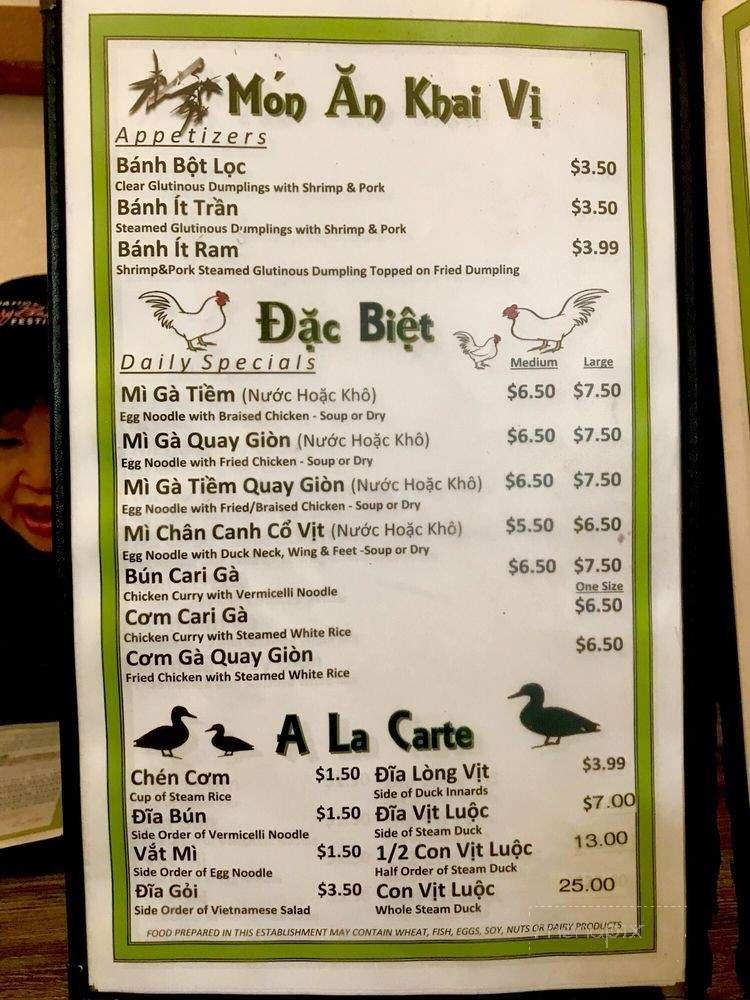 Món Ăn Khai Vị
Appetizers
Bánh Bột Lọc $3.50
Clear Glutinous Dumplings with Shrimp & Pork
Bánh Ít Trần $3.50
Steamed Glutinous Dumplings with Shrimp & Pork
Bánh Ít Ram $3.99
Shrimp&Pork Steamed Glutinous Dumpling Topped on Fried Dumpling
Đặc Biệt
Daily Specials Medium Large
Mì Gà Tiềm (Nước Hoặc Khô) $6.50 $7.50
Egg Noodle with Braised Chicken - Soup or Dry
Mì Gà Quay Giòn (Nước Hoặc Khô) $6.50 $7.50
Egg Noodle with Fried Chicken - Soup or Dry
Mì Gà Tiềm Quay Giòn (Nước Hoặc Khô) $6.50 $7.50
Egg Noodle with Fried/Braised Chicken - Soup or Dry
Mì Chân Canh Cổ Vịt (Nước Hoặc Khô) $5.50 $6.50
Egg Noodle with Duck Neck, Wing & Feet -Soup or Dry
Bún Cari Gà $6.50 $7.50
Chicken Curry with Vermicelli Noodle
One Size
Cơm Cari Gà $6.50
Chicken Curry with Steamed White Rice
Cơm Gà Quay Giòn $6.50
Fried Chicken with Steamed White Rice
A La Carte
Chén Cơm $1.50 Đĩa Lòng Vịt $3.99
Cup of Steam Rice Side of Duck Innards
Đĩa Bún $1.50 Đĩa Vịt Luộc $7.00
Side Order of Vermicelli Noodle Side of Steam Duck
Vắt Mì $1.50 1/2 Con Vịt Luộc 13.00
Side Order of Egg Noodle Half Order of Steam Duck
Đĩa Gỏi $3.50 Con Vịt Luộc 25.00
Side Order of Vietnamese Salad Whole Steam Duck
FOOD PREPARED IN THIS ESTABLISHMENT MAY CONTAIN WHEAT, FISH, EGGS, SOY, NUTS OR DAIRY PRODUCTS